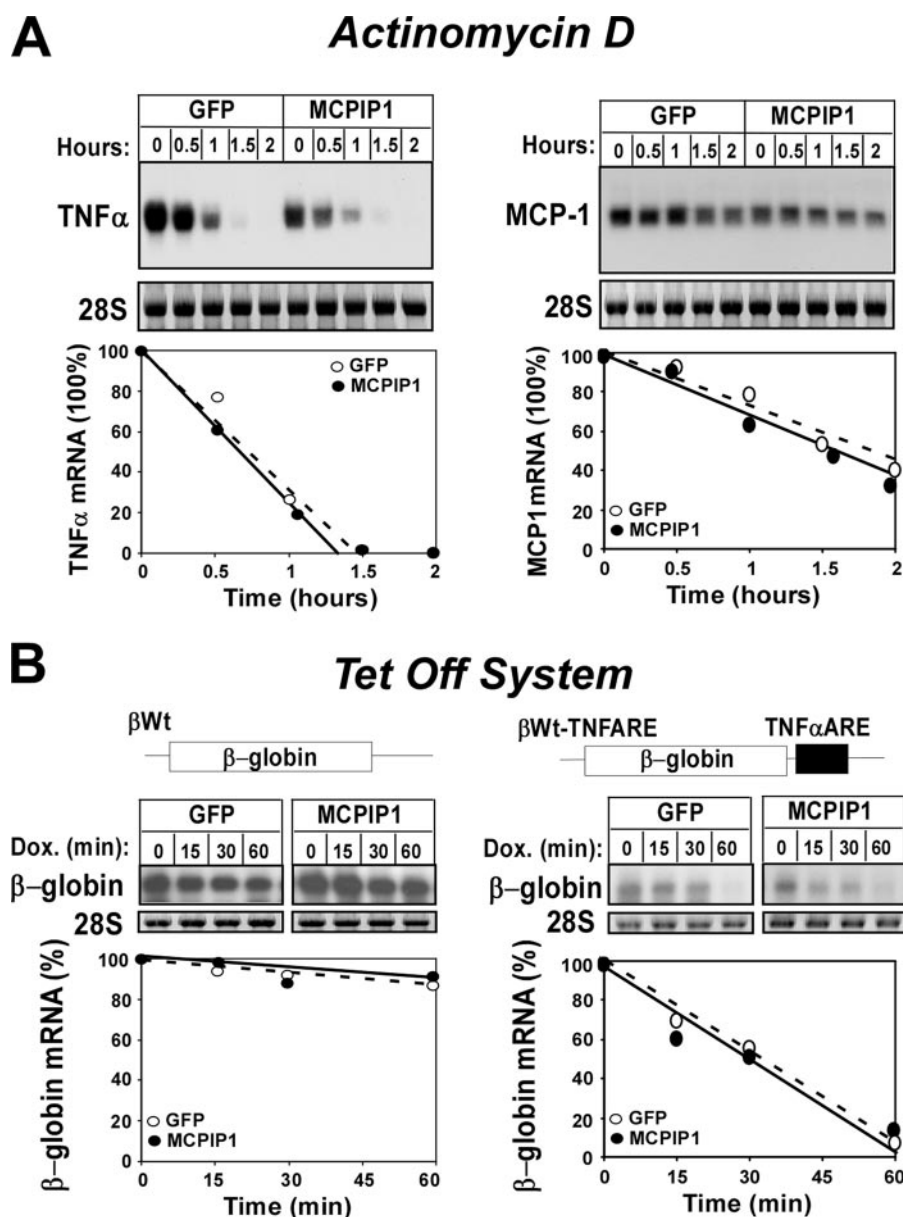 A
Actinomycin D
GFP MCPIP1
Hours: 0 0.5 1 1.5 2 0 0.5 1 1.5 2
TNFα
28S
TNFα mRNA (100%)
100
80
60
40
20
0
GFP
MCPIP1
0 0.5 1 1.5 2
Time (hours)
GFP MCPIP1
Hours: 0 0.5 1 1.5 2 0 0.5 1 1.5 2
MCP-1
28S
MCP1 mRNA (100%)
100
80
60
40
20
0
GFP
MCPIP1
0 0.5 1 1.5 2
Time (hours)
B
Tet Off System
βWt
β–globin
GFP MCPIP1
Dox. (min): 0 15 30 60 0 15 30 60
β–globin
28S
β–globin mRNA (%)
100
80
60
40
20
0
GFP
MCPIP1
0 15 30 45 60
Time (min)
βWt-TNFARE TNFαARE
β–globin
GFP MCPIP1
Dox. (min): 0 15 30 60 0 15 30 60
β–globin
28S
β–globin mRNA (%)
100
80
60
40
20
0
GFP
MCPIP1
0 15 30 45 60
Time (min)